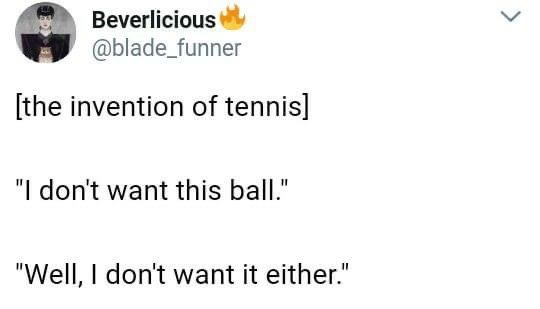 Beverlicious🔥
@blade_funner
[the invention of tennis]
"I don't want this ball."
"Well, I don't want it either."